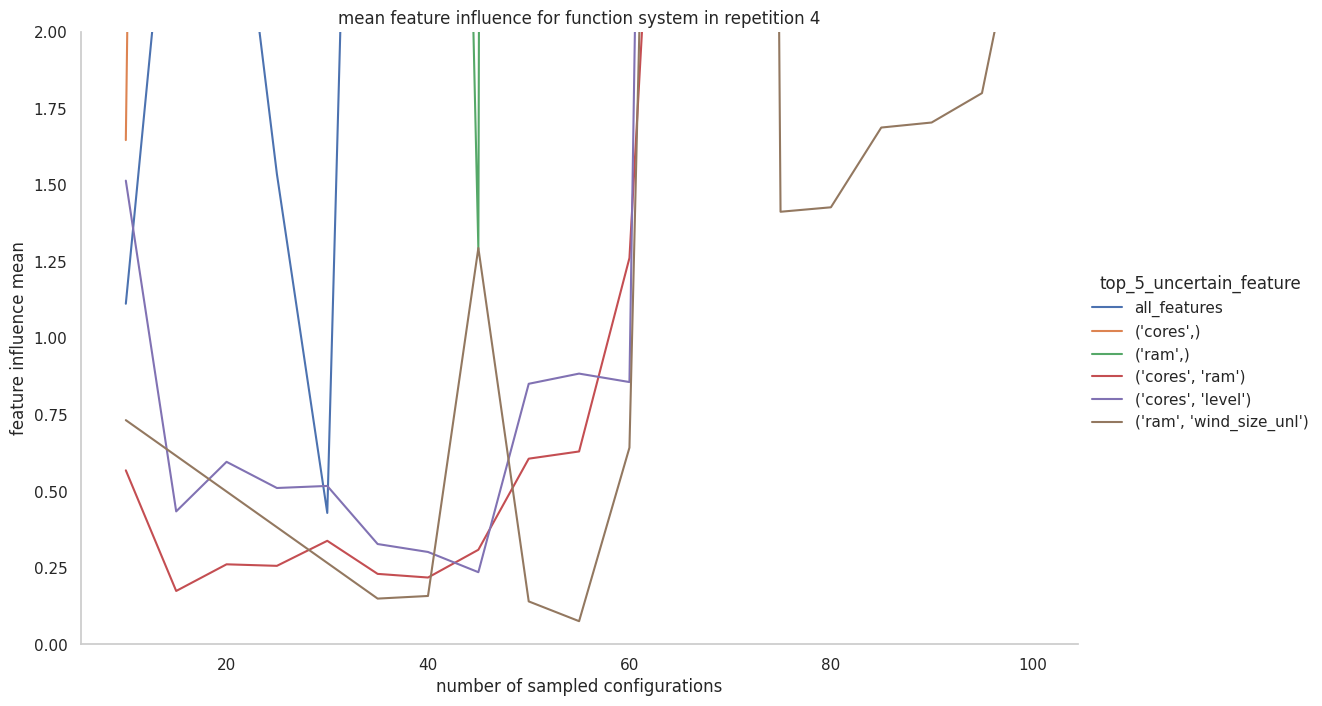 mean feature influence for function system in repetition 4
2.00
1.75
1.50
1.25
1.00
0.75
0.50
0.25
0.00
feature influence mean
20 40 60 80 100
number of sampled configurations
top_5_uncertain_feature
all_features
('cores',)
('ram',)
('cores', 'ram')
('cores', 'level')
('ram', 'wind_size_unl')